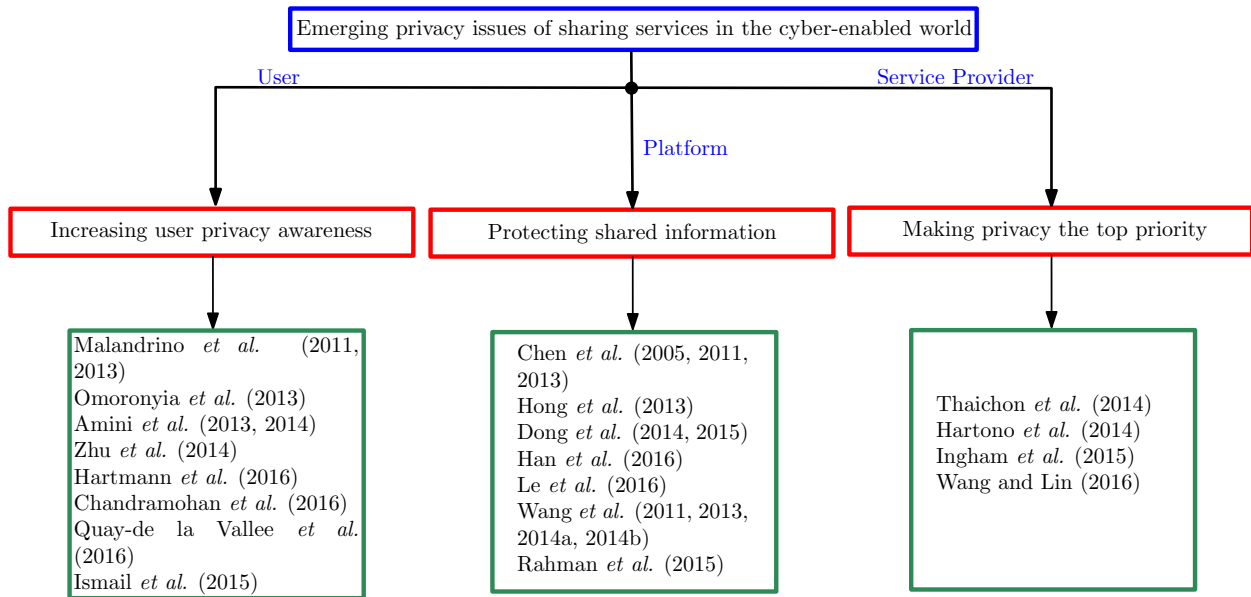 Emerging privacy issues of sharing services in the cyber-enabled world
User
Service Provider
Platform
Increasing user privacy awareness
Protecting shared information
Making privacy the top priority
Malandrino et al. (2011,
2013)
Omoronyia et al. (2013)
Amini et al. (2013, 2014)
Zhu et al. (2014)
Hartmann et al. (2016)
Chandramohan et al. (2016)
Quay-de la Vallee et al.
(2016)
Ismail et al. (2015)
Chen et al. (2005, 2011,
2013)
Hong et al. (2013)
Dong et al. (2014, 2015)
Han et al. (2016)
Le et al. (2016)
Wang et al. (2011, 2013,
2014a, 2014b)
Rahman et al. (2015)
Thaichon et al. (2014)
Hartono et al. (2014)
Ingham et al. (2015)
Wang and Lin (2016)